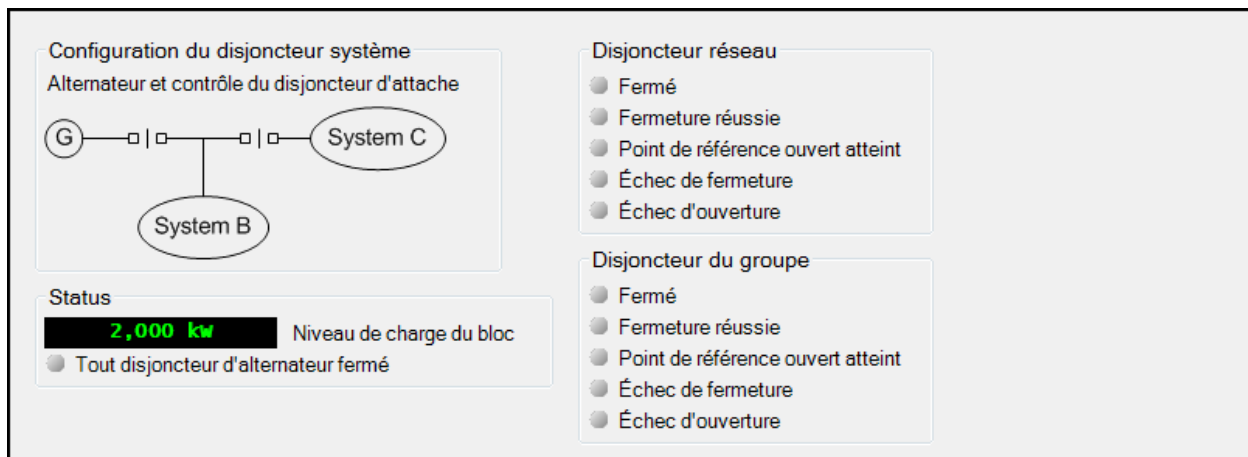 Configuration du disjoncteur système
Alternateur et contrôle du disjoncteur d'attache
G
System C
System B
Status
2,000 kW
Niveau de charge du bloc
Tout disjoncteur d'alternateur fermé
Disjoncteur réseau
Fermé
Fermeture réussie
Point de référence ouvert atteint
Échec de fermeture
Échec d'ouverture
Disjoncteur du groupe
Fermé
Fermeture réussie
Point de référence ouvert atteint
Échec de fermeture
Échec d'ouverture